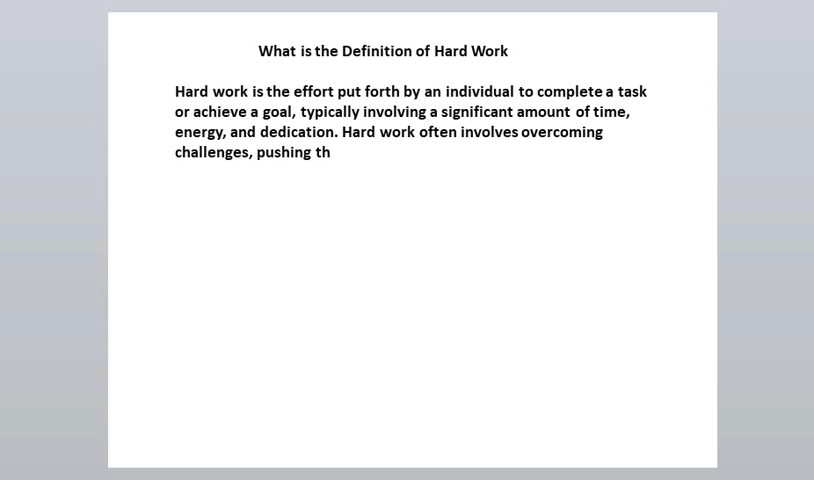 What is the Definition of Hard Work
Hard work is the effort put forth by an individual to complete a task
or achieve a goal, typically involving a significant amount of time,
energy, and dedication. Hard work often involves overcoming
challenges, pushing th